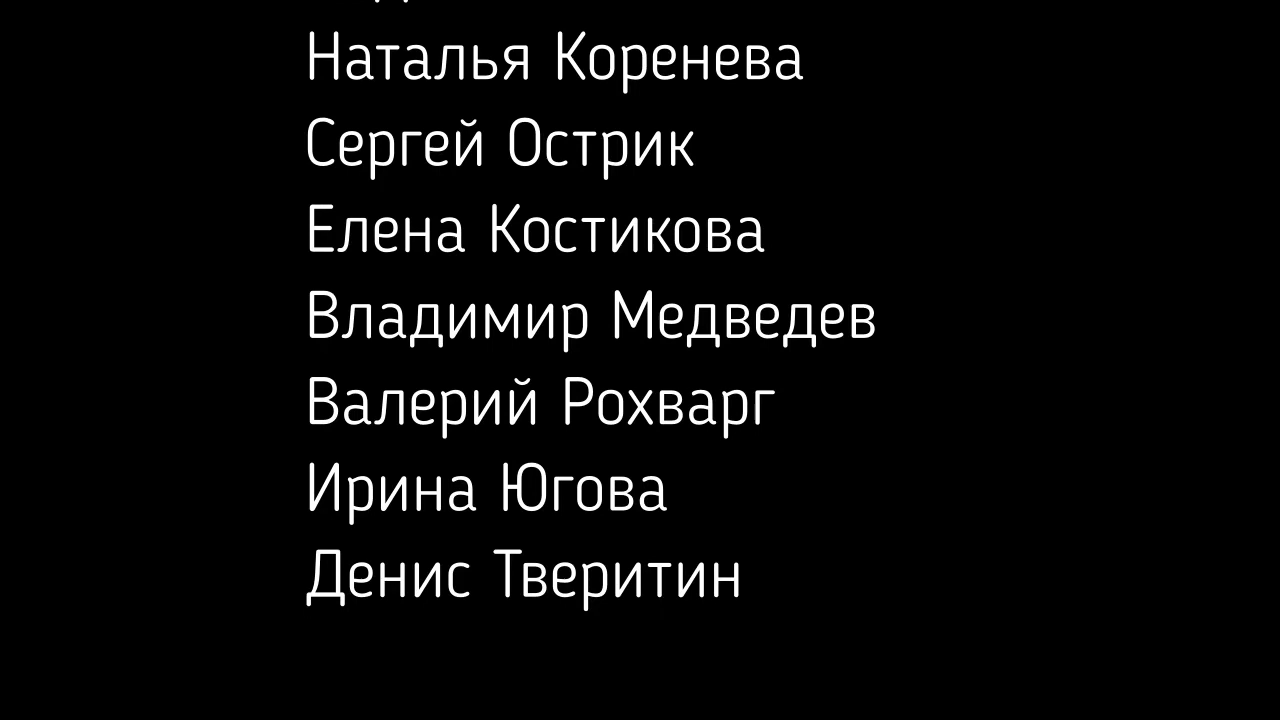 Наталья Коренева
Сергей Острик
Елена Костикова
Владимир Медведев
Валерий Рохварг
Ирина Югова
Денис Тверитин